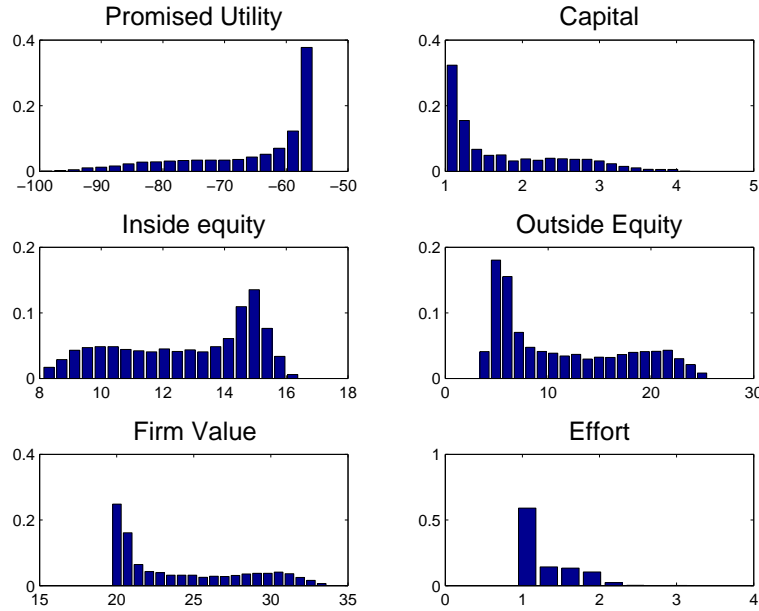 Promised Utility
0.4
0.2
0
−100 −90 −80 −70 −60 −50
Capital
0.4
0.2
0
1 2 3 4 5
Inside equity
0.2
0.1
0
8 10 12 14 16 18
Outside Equity
0.2
0.1
0
0 10 20 30
Firm Value
0.4
0.2
0
15 20 25 30 35
Effort
1
0.5
0
0 1 2 3 4